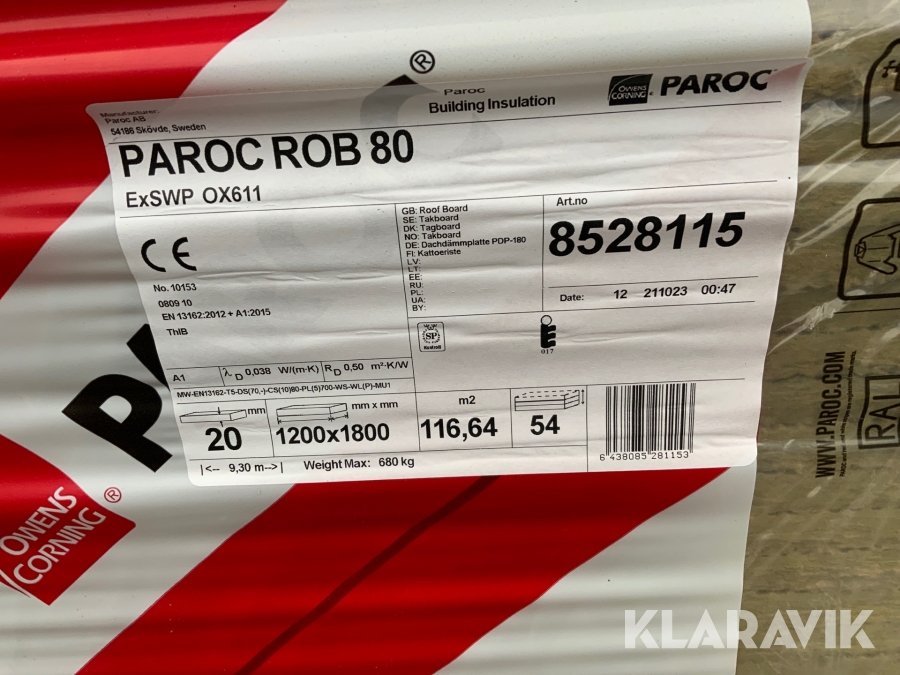 Manufacturer:
Paroc AB
54186 Skövde, Sweden
Paroc
Building Insulation
OWENS
CORNING
PAROC
PAROC ROB 80
ExSWP OX611
CE
No. 10153
0809 10
EN 13162:2012 + A1:2015
ThIB
GB: Roof Board
SE: Takboard
DK: Tagboard
NO: Takboard
DE: Dachdämmplatte PDP-180
FI: Kattoeriste
LV:
LT:
EE:
RU:
PL:
UA:
BY:
Art.no
8528115
Date: 12 211023 00:47
SP
Kontroll
017
A1 λ D 0,038 W/(m·K) R D 0,50 m²·K/W
MW-EN13162-T5-DS(70,-)-CS(10)80-PL(5)700-WS-WL(P)-MU1
mm
20
mm x mm
1200x1800
m2
116,64
54
|<-- 9,30 m-->| Weight Max: 680 kg
6 438085 281153
®
P
OWENS
CORNING
®
WWW.PAROC.COM
RAL
KLARAVIK